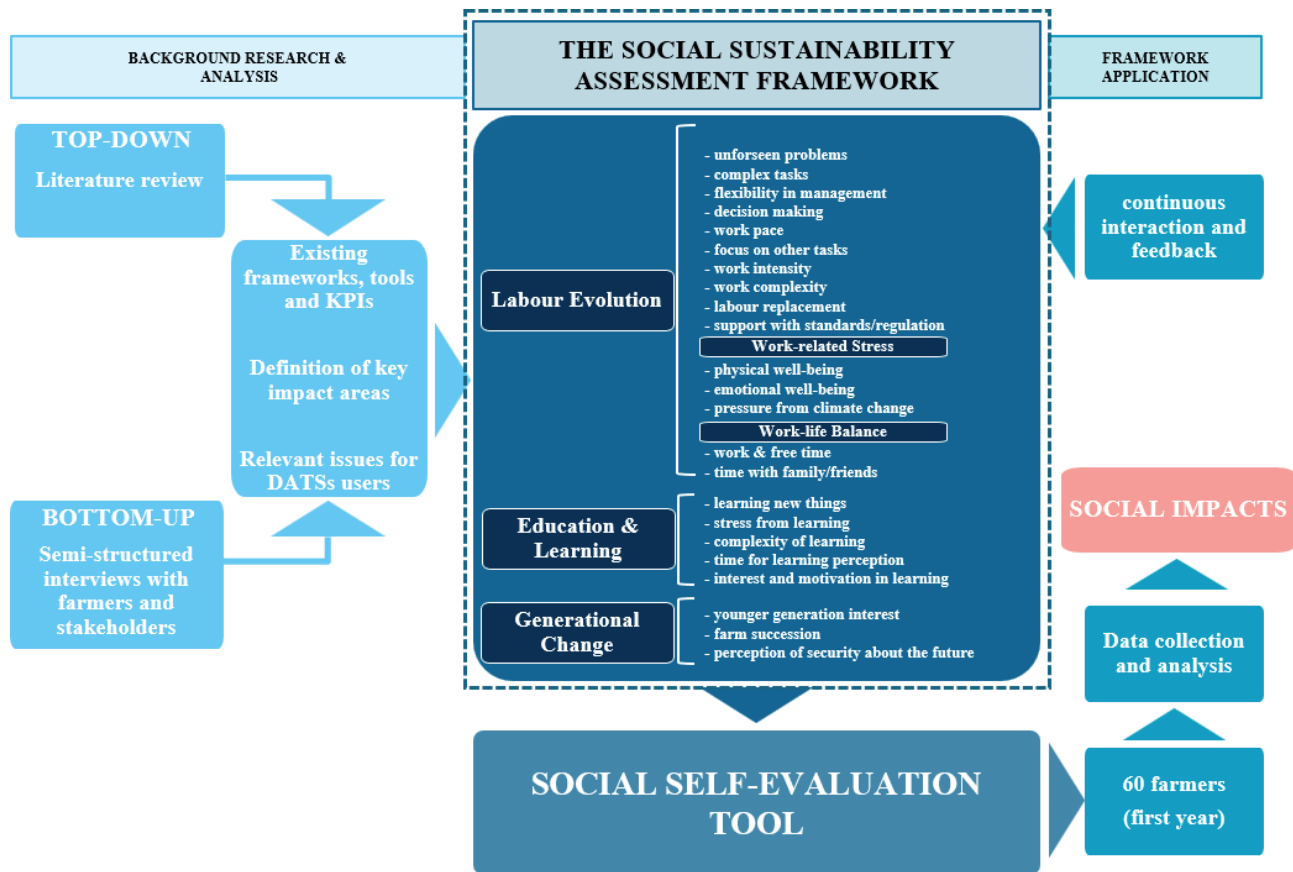 BACKGROUND RESEARCH &
ANALYSIS
THE SOCIAL SUSTAINABILITY
ASSESSMENT FRAMEWORK
FRAMEWORK
APPLICATION
TOP-DOWN
Literature review
Existing
frameworks, tools
and KPIs
Definition of key
impact areas
Relevant issues for
DATSs users
BOTTOM-UP
Semi-structured
interviews with
farmers and
stakeholders
Labour Evolution
- unforseen problems
- complex tasks
- flexibility in management
- decision making
- work pace
- focus on other tasks
- work intensity
- work complexity
- labour replacement
- support with standards/regulation
Work-related Stress
- physical well-being
- emotional well-being
- pressure from climate change
Work-life Balance
- work & free time
- time with family/friends
Education &
Learning
- learning new things
- stress from learning
- complexity of learning
- time for learning perception
- interest and motivation in learning
Generational
Change
- younger generation interest
- farm succession
- perception of security about the future
SOCIAL SELF-EVALUATION
TOOL
continuous
interaction and
feedback
SOCIAL IMPACTS
Data collection
and analysis
60 farmers
(first year)